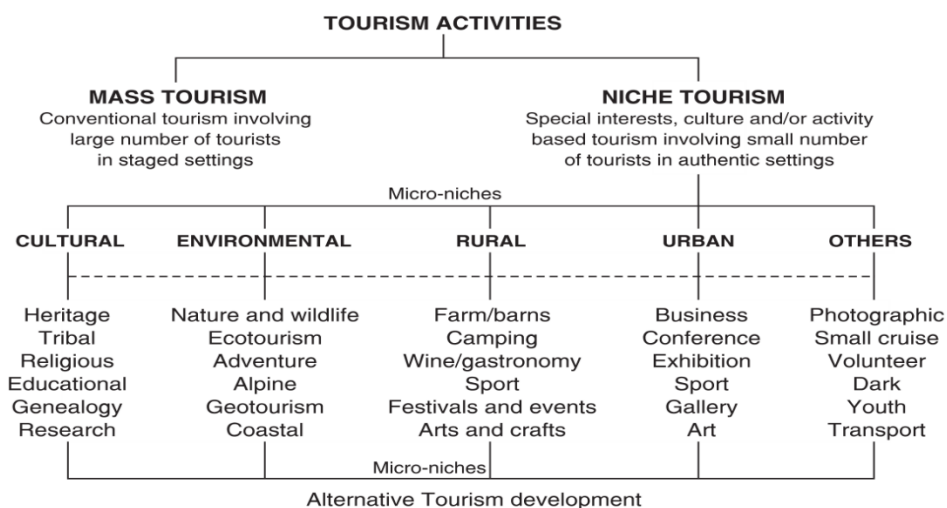 TOURISM ACTIVITIES
MASS TOURISM
Conventional tourism involving
large number of tourists
in staged settings
NICHE TOURISM
Special interests, culture and/or activity
based tourism involving small number
of tourists in authentic settings
Micro-niches
CULTURAL
Heritage
Tribal
Religious
Educational
Genealogy
Research
ENVIRONMENTAL
Nature and wildlife
Ecotourism
Adventure
Alpine
Geotourism
Coastal
RURAL
Farm/barns
Camping
Wine/gastronomy
Sport
Festivals and events
Arts and crafts
URBAN
Business
Conference
Exhibition
Sport
Gallery
Art
OTHERS
Photographic
Small cruise
Volunteer
Dark
Youth
Transport
Micro-niches
Alternative Tourism development